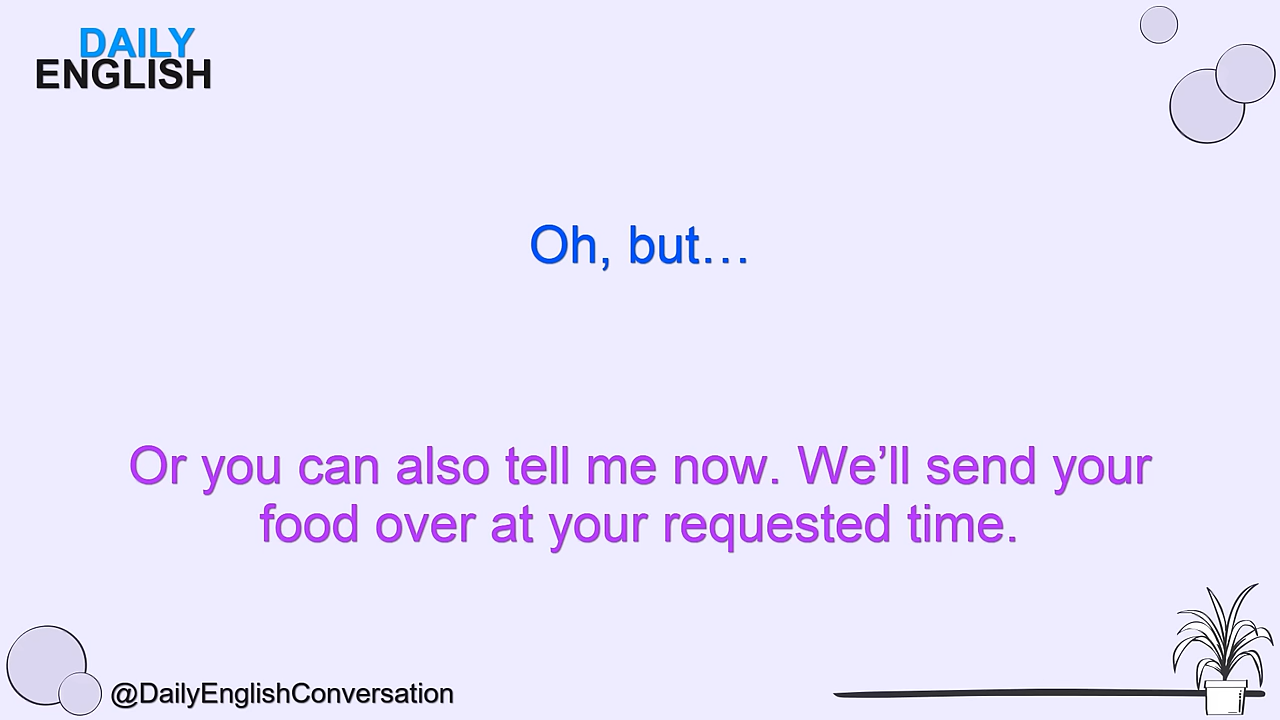 DAILY
ENGLISH
Oh, but…
Or you can also tell me now. We’ll send your
food over at your requested time.
@DailyEnglishConversation